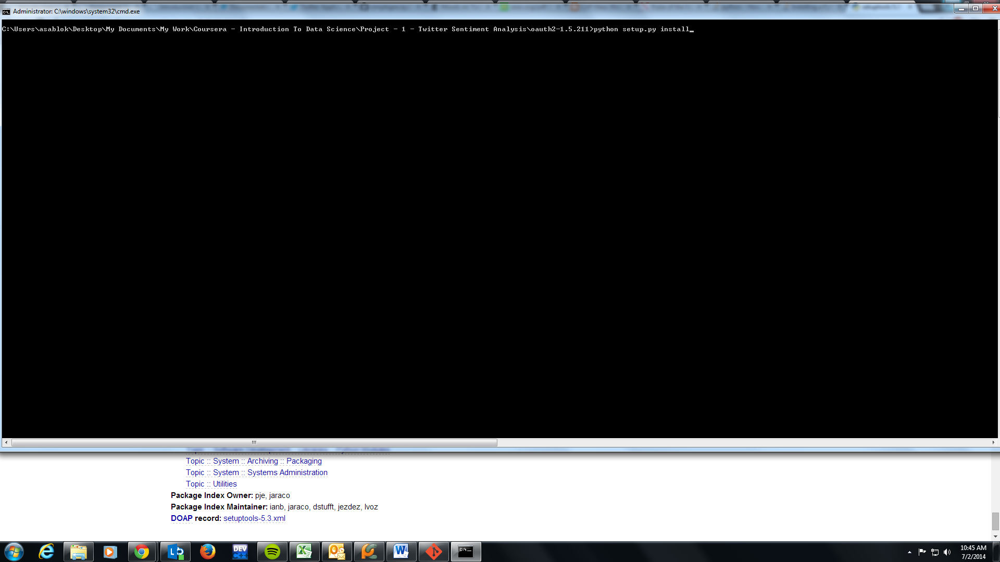 Administrator: C:\windows\system32\cmd.exe
C:\Users\asablok\Desktop\My Documents\My Work\Coursera - Introduction To Data Science\Project - 1 - Twitter Sentiment Analysis\oauth2-1.5.211>python setup.py install_
Topic :: System :: Archiving :: Packaging
Topic :: System :: Systems Administration
Topic :: Utilities
Package Index Owner: pje, jaraco
Package Index Maintainer: ianb, jaraco, dstufft, jezdez, lvoz
DOAP record: setuptools-5.3.xml
DEV
C++
10:45 AM
7/2/2014